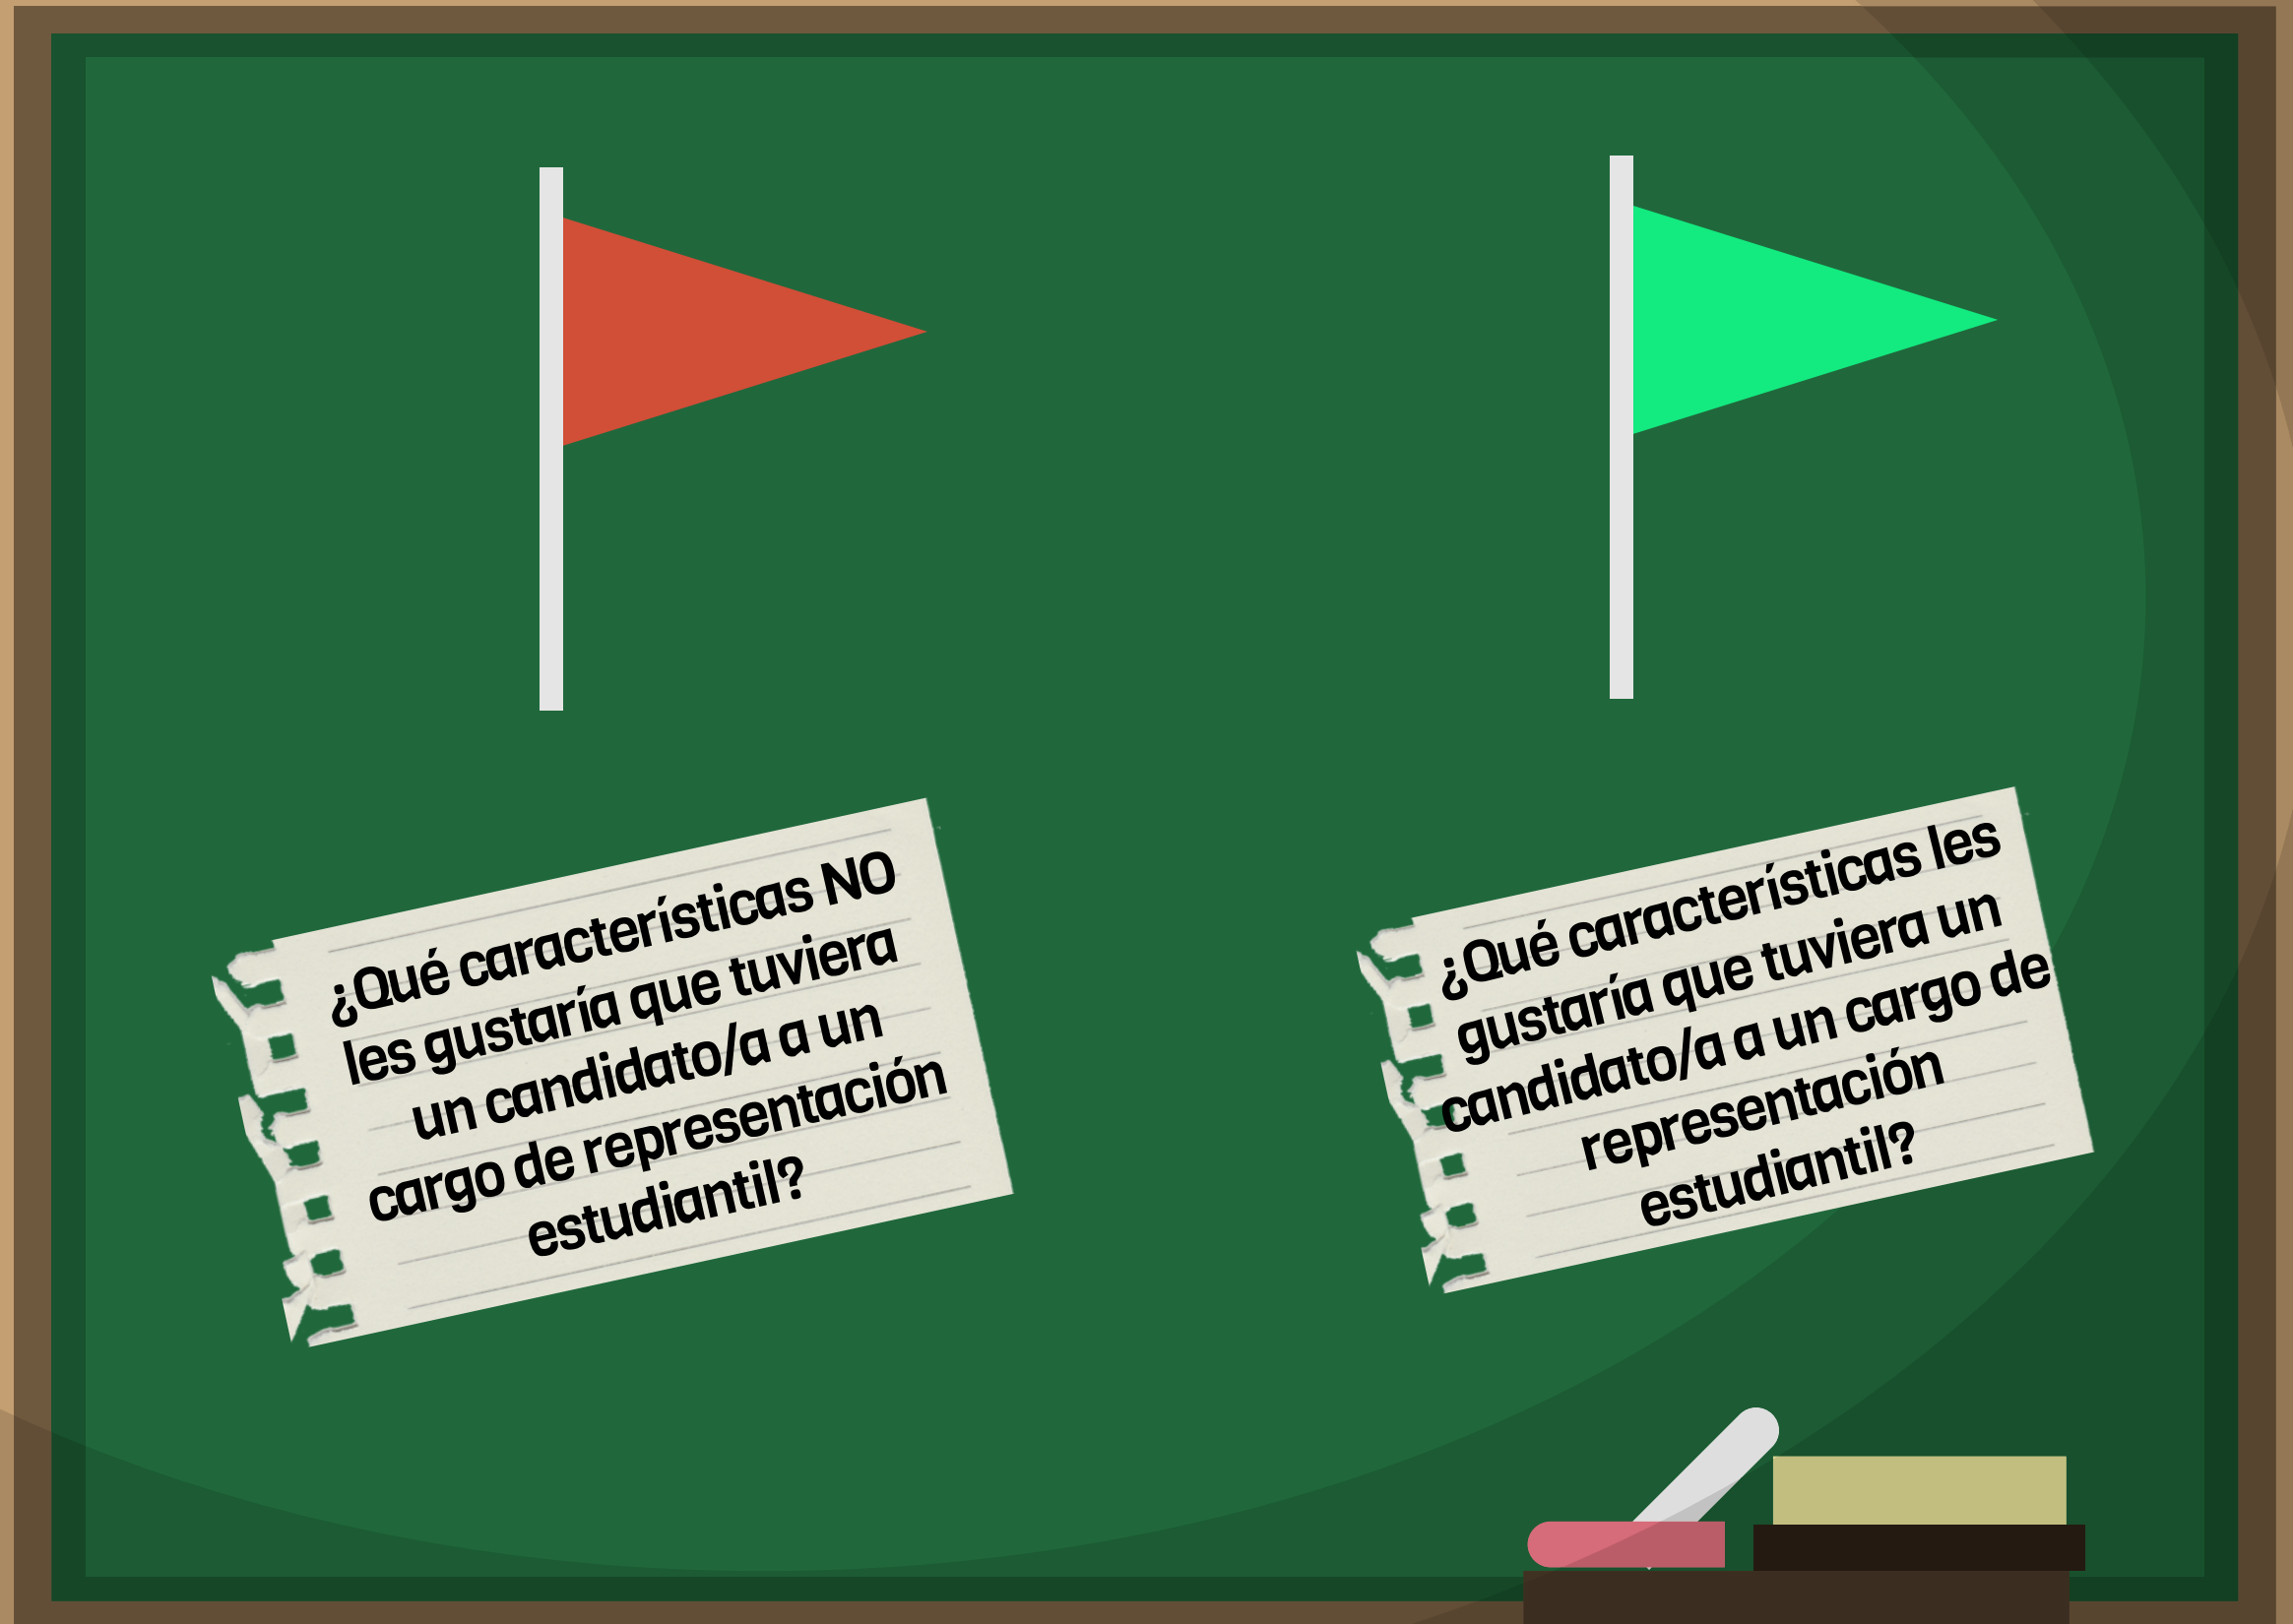 ¿Qué características NO
les gustaría que tuviera
un candidato/a a un
cargo de representación
estudiantil?
¿Qué características les
gustaría que tuviera un
candidato/a a un cargo de
representación
estudiantil?